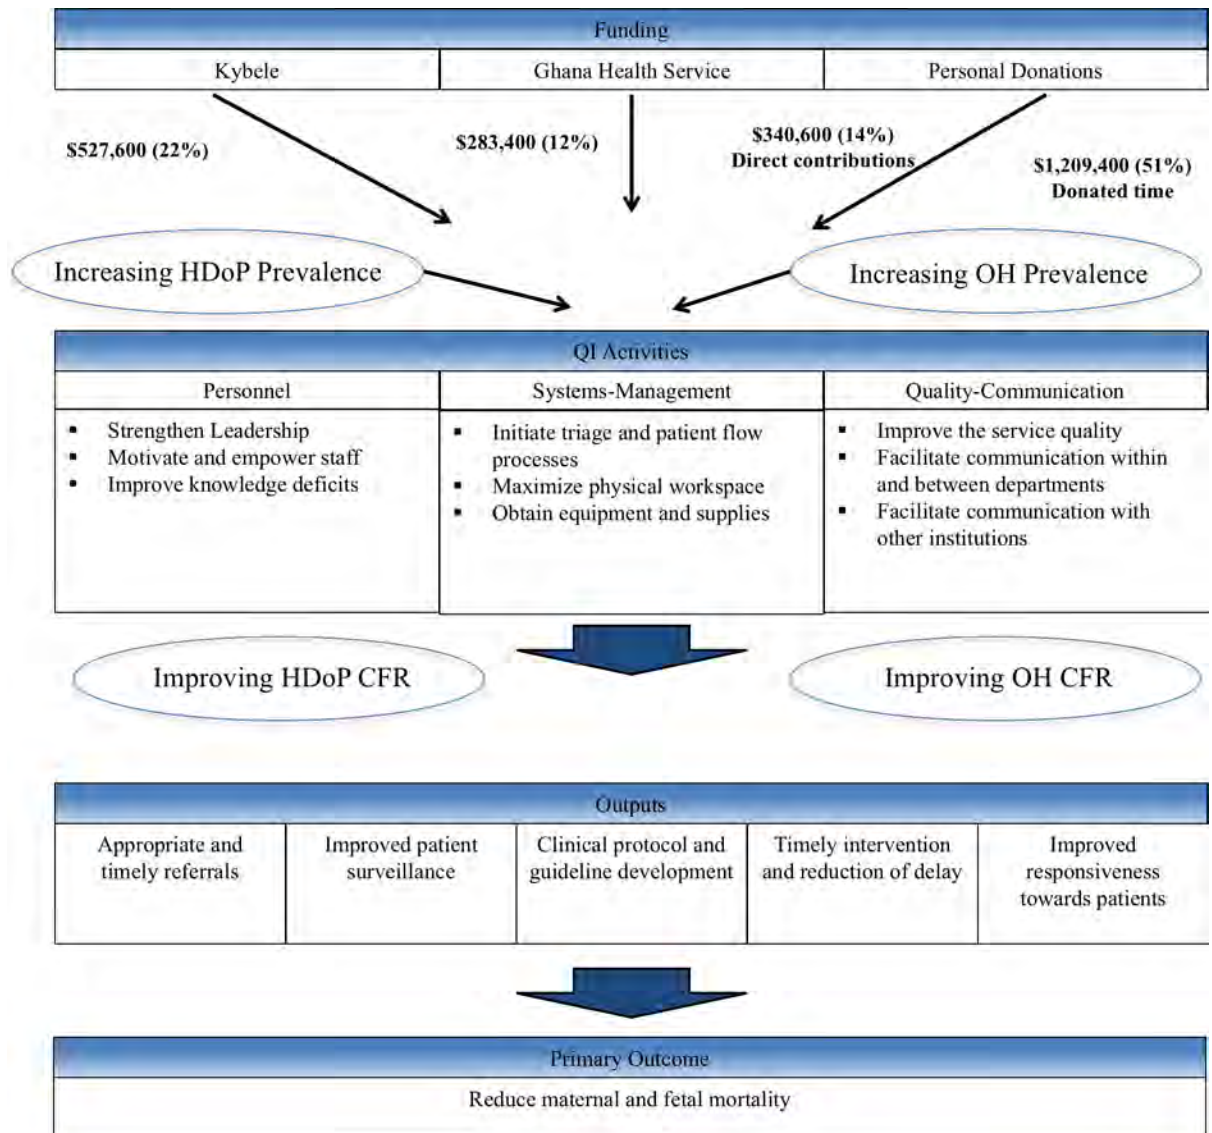 Funding
Kybele
Ghana Health Service
Personal Donations
$527,600 (22%)
$283,400 (12%)
$340,600 (14%)
Direct contributions
$1,209,400 (51%)
Donated time
Increasing HDoP Prevalence
Increasing OH Prevalence
QI Activities
Personnel
Systems-Management
Quality-Communication
▪ Strengthen Leadership
▪ Motivate and empower staff
▪ Improve knowledge deficits
▪ Initiate triage and patient flow
processes
▪ Maximize physical workspace
▪ Obtain equipment and supplies
▪ Improve the service quality
▪ Facilitate communication within
and between departments
▪ Facilitate communication with
other institutions
Improving HDoP CFR
Improving OH CFR
Outputs
Appropriate and
timely referrals
Improved patient
surveillance
Clinical protocol and
guideline development
Timely intervention
and reduction of delay
Improved
responsiveness
towards patients
Primary Outcome
Reduce maternal and fetal mortality